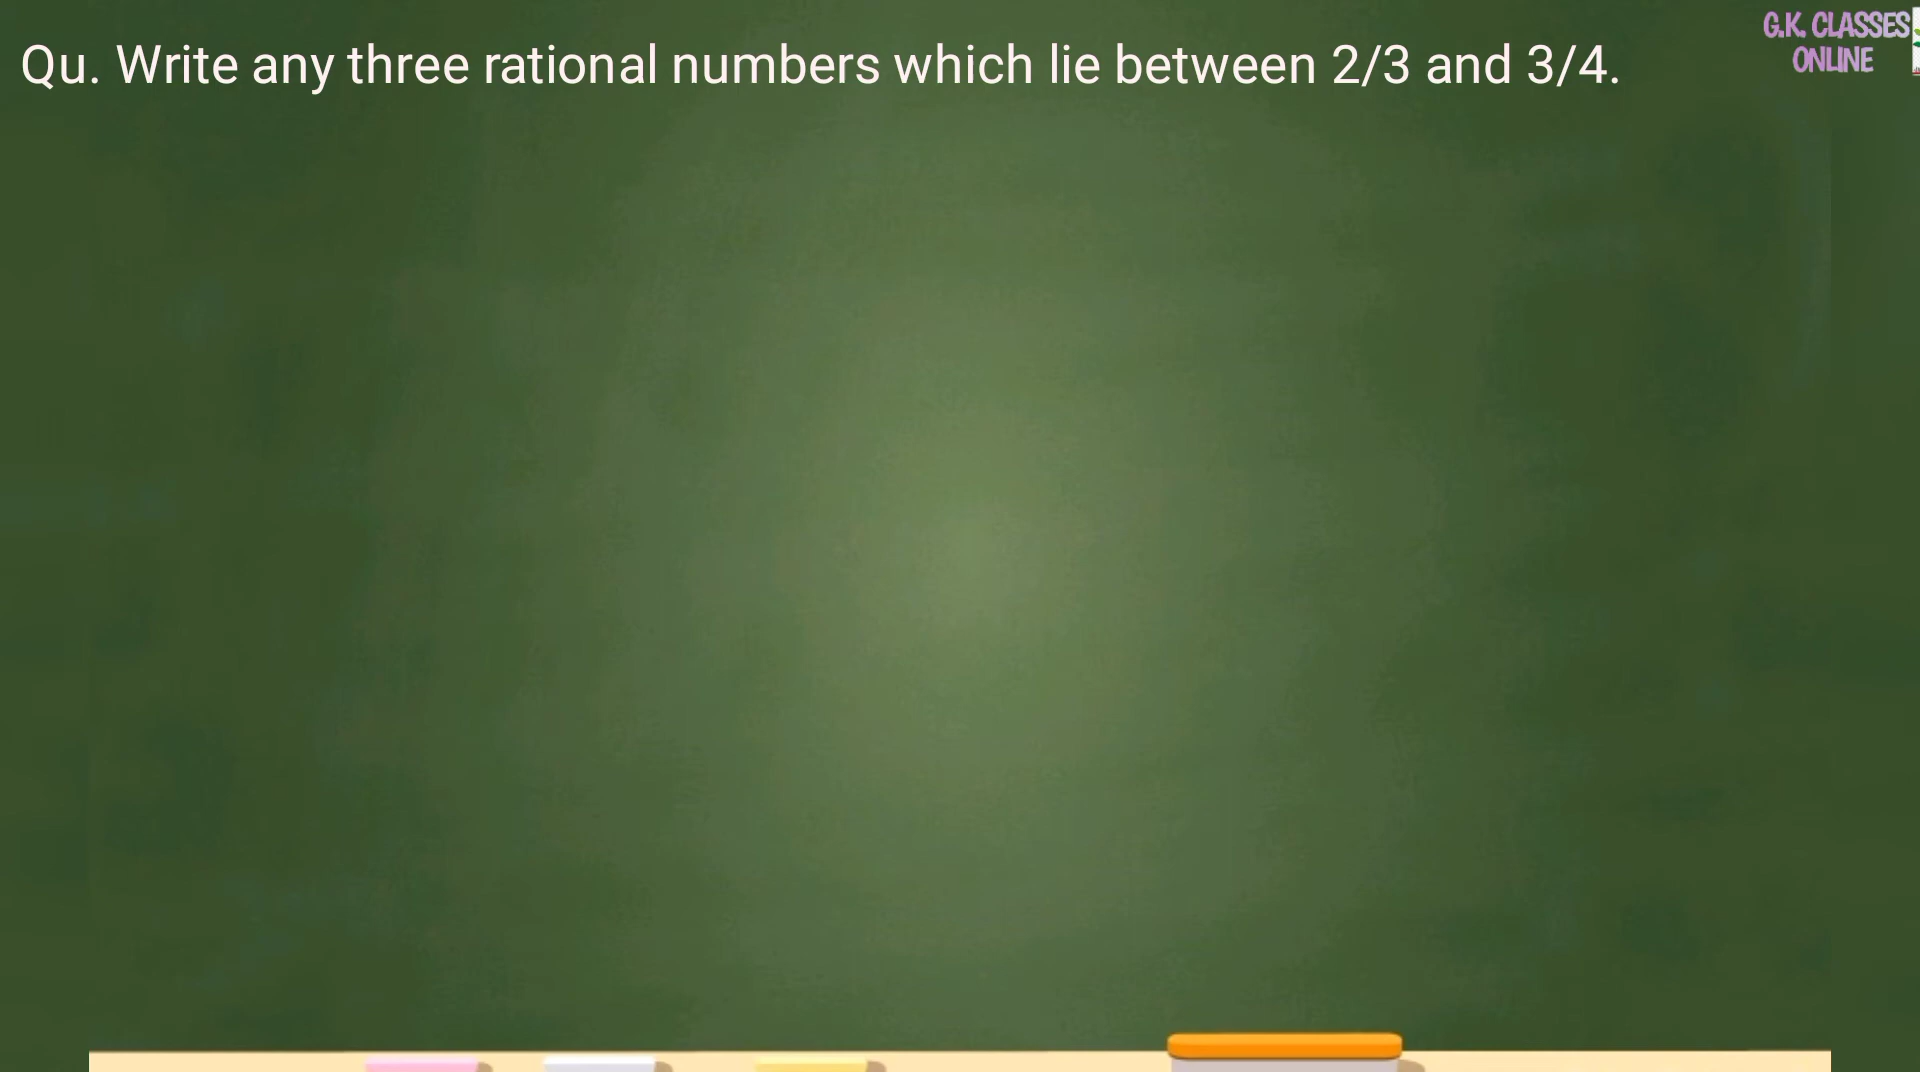 Qu. Write any three rational numbers which lie between 2/3 and 3/4.
G.K. CLASSES
ONLINE